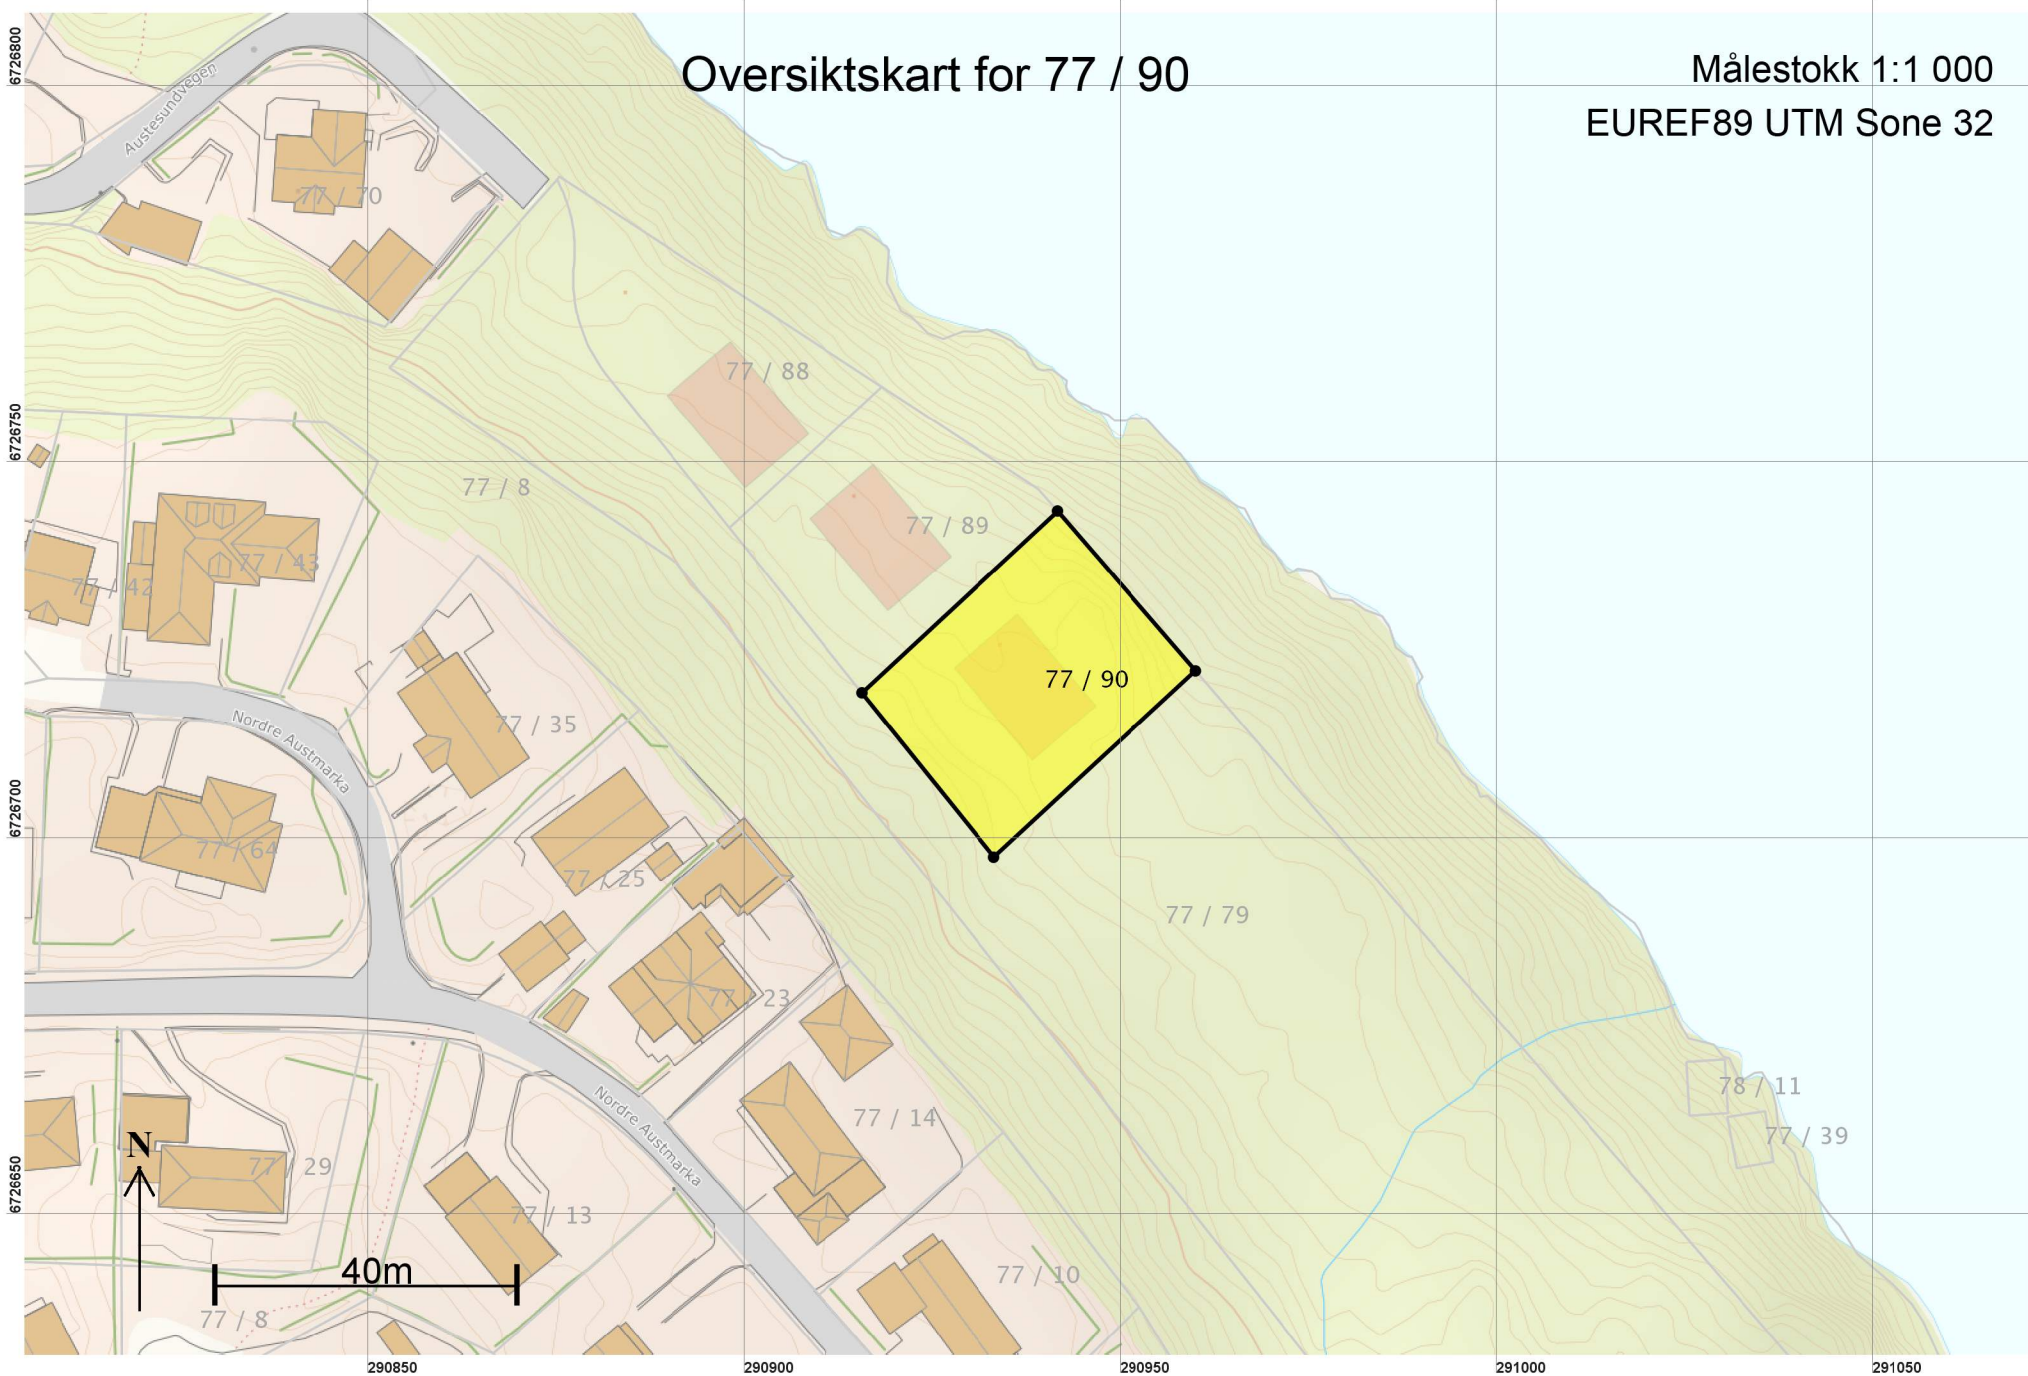 Oversiktskart for 77 / 90
Målestokk 1:1 000
EUREF89 UTM Sone 32
6726800
Austesundvegen
77 / 70
77 / 88
6726750
77 / 8
77 / 89
77 / 43
77 / 42
77 / 90
77 / 35
Nordre Austmarka
6726700
77 / 64
77 / 25
77 / 79
77 / 23
78 / 11
77 / 14
77 / 39
Nordre Austmarka
N
77 / 29
6726650
77 / 13
40m
77 / 10
77 / 8
290850
290900
290950
291000
291050